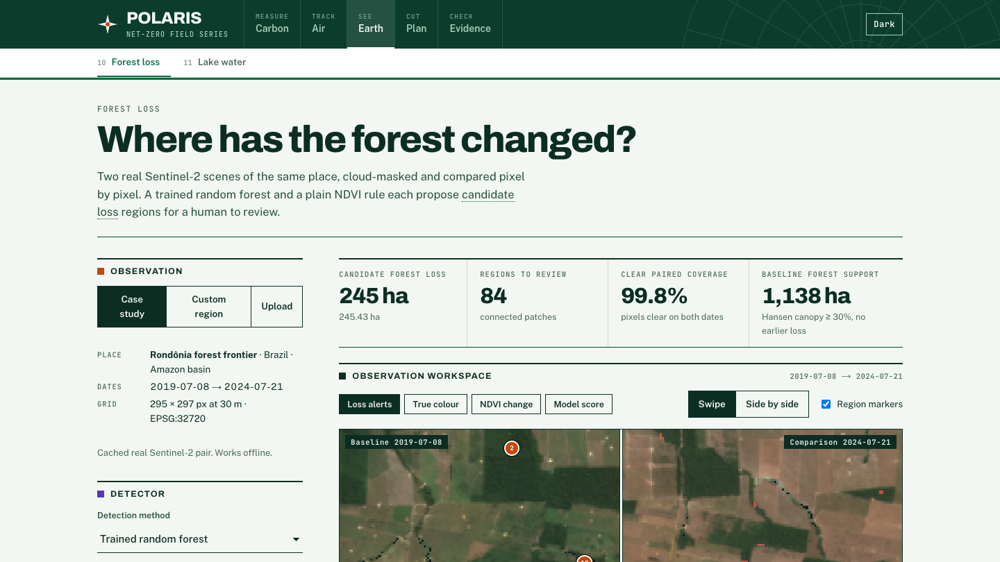 POLARIS
NET-ZERO FIELD SERIES
MEASURE
Carbon
TRACK
Air
SEE
Earth
CUT
Plan
CHECK
Evidence
Dark
10 Forest loss
11 Lake water
FOREST LOSS
Where has the forest changed?
Two real Sentinel-2 scenes of the same place, cloud-masked and compared pixel
by pixel. A trained random forest and a plain NDVI rule each propose candidate
loss regions for a human to review.
OBSERVATION
Case
study
Custom
region
Upload
PLACE
Rondônia forest frontier · Brazil ·
Amazon basin
DATES
2019-07-08 → 2024-07-21
GRID
295 × 297 px at 30 m ·
EPSG:32720
Cached real Sentinel-2 pair. Works offline.
DETECTOR
Detection method
Trained random forest
CANDIDATE FOREST LOSS
245 ha
245.43 ha
REGIONS TO REVIEW
84
connected patches
CLEAR PAIRED COVERAGE
99.8%
pixels clear on both dates
BASELINE FOREST SUPPORT
1,138 ha
Hansen canopy ≥ 30%, no
earlier loss
OBSERVATION WORKSPACE
2019-07-08 → 2024-07-21
Loss alerts
True colour
NDVI change
Model score
Swipe
Side by side
Region markers
Baseline 2019-07-08
2
Comparison 2024-07-21